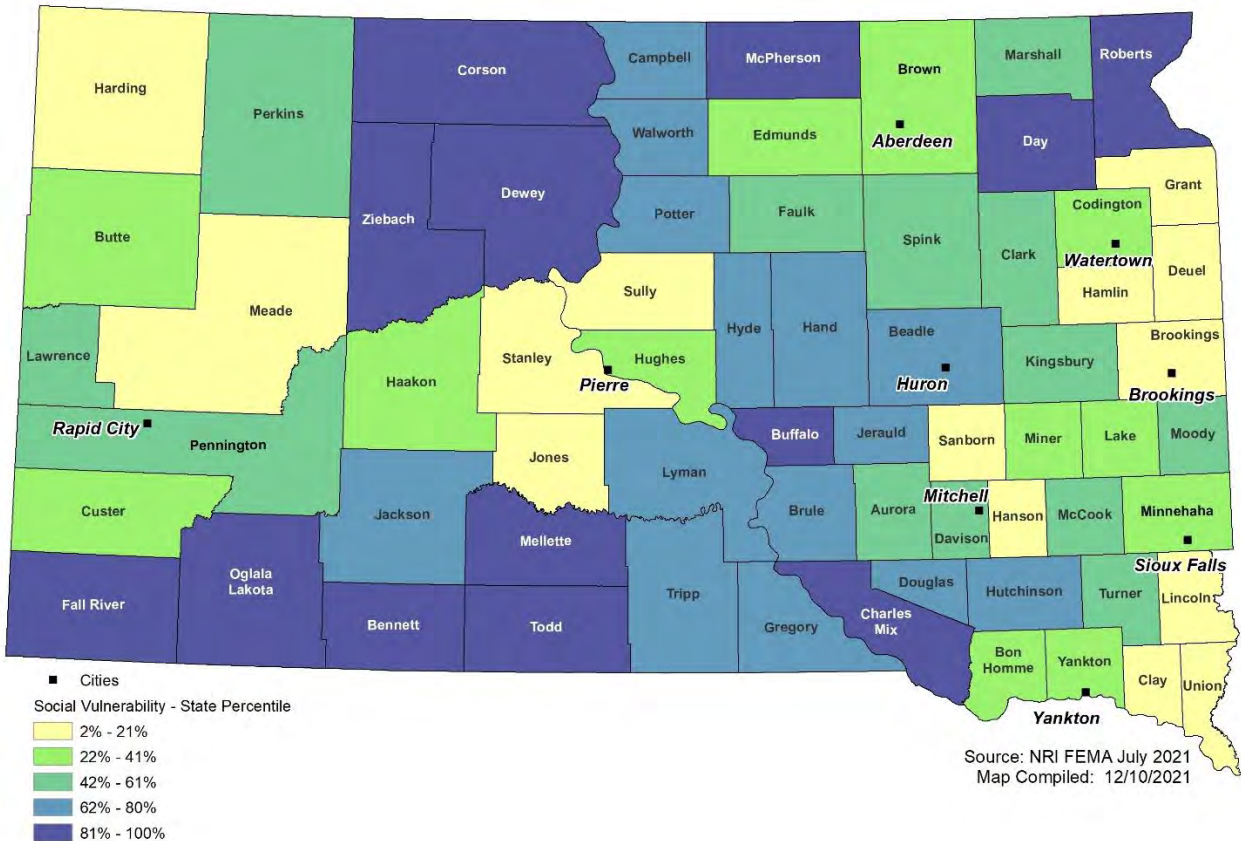 Harding
Perkins
Corson
Campbell
McPherson
Brown
Marshall
Roberts
Walworth
Edmunds
Aberdeen
Day
Butte
Ziebach
Dewey
Potter
Faulk
Spink
Clark
Codington
Grant
Watertown
Meade
Sully
Hamlin
Deuel
Lawrence
Haakon
Stanley
Pierre
Hughes
Hyde
Hand
Beadle
Huron
Kingsbury
Brookings
Brookings
Rapid City
Pennington
Jones
Lyman
Buffalo
Jerauld
Sanborn
Miner
Lake
Moody
Custer
Jackson
Mellette
Brule
Aurora
Mitchell
Davison
Hanson
McCook
Minnehaha
Sioux Falls
Fall River
Oglala
Lakota
Bennett
Todd
Tripp
Gregory
Charles
Mix
Douglas
Hutchinson
Turner
Lincoln
Bon
Homme
Yankton
Yankton
Clay
Union
Cities
Social Vulnerability - State Percentile
2% - 21%
22% - 41%
42% - 61%
62% - 80%
81% - 100%
Source: NRI FEMA July 2021
Map Compiled: 12/10/2021